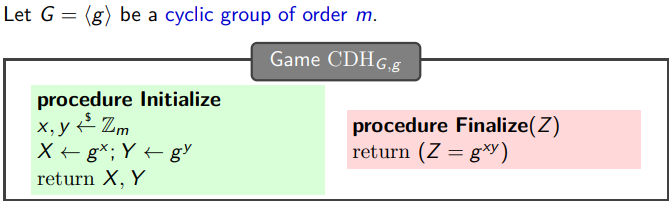 Let G = ⟨g⟩ be a cyclic group of order m.
Game CDH_{G,g}
procedure Initialize
x, y ←$ ℤ_m
X ← g^x; Y ← g^y
return X, Y
procedure Finalize(Z)
return (Z = g^{xy})